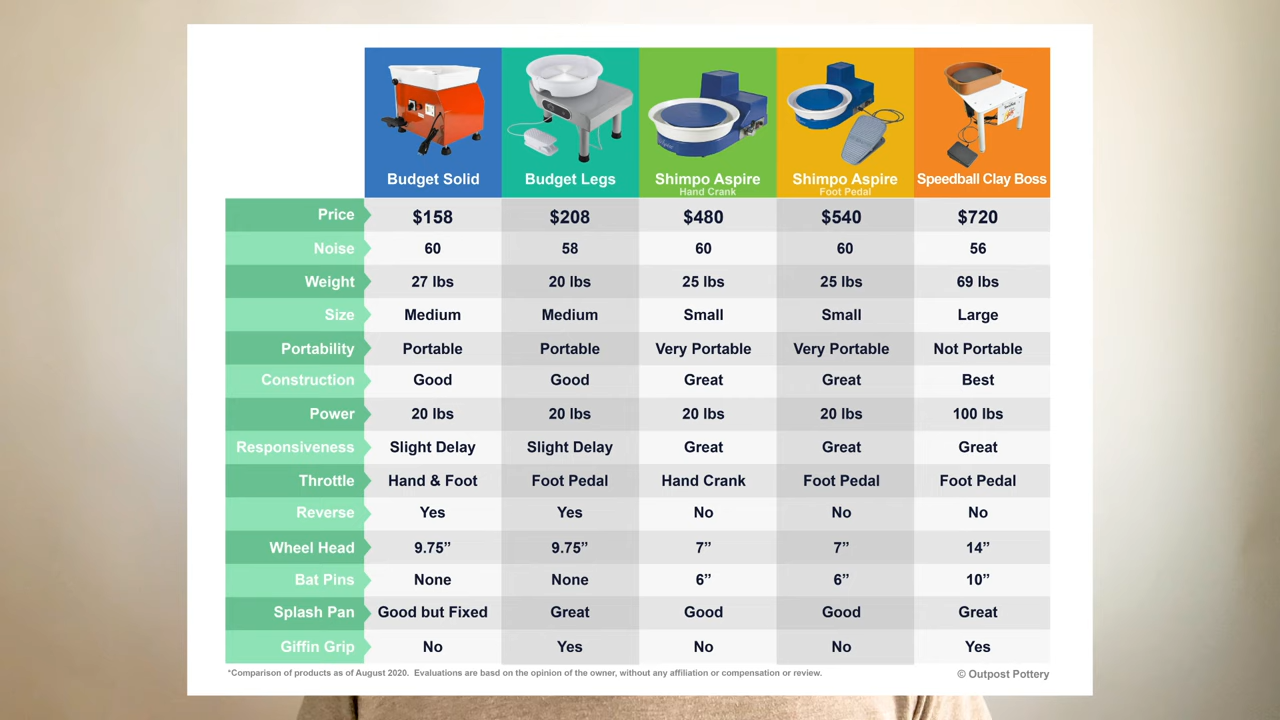 Budget Solid Budget Legs Shimpo Aspire Shimpo Aspire Speedball Clay Boss
Hand Crank Foot Pedal
Price $158 $208 $480 $540 $720
Noise 60 58 60 60 56
Weight 27 lbs 20 lbs 25 lbs 25 lbs 69 lbs
Size Medium Medium Small Small Large
Portability Portable Portable Very Portable Very Portable Not Portable
Construction Good Good Great Great Best
Power 20 lbs 20 lbs 20 lbs 20 lbs 100 lbs
Responsiveness Slight Delay Slight Delay Great Great Great
Throttle Hand & Foot Foot Pedal Hand Crank Foot Pedal Foot Pedal
Reverse Yes Yes No No No
Wheel Head 9.75” 9.75” 7” 7” 14”
Bat Pins None None 6” 6” 10”
Splash Pan Good but Fixed Great Good Good Great
Giffin Grip No Yes No No Yes
*Comparison of products as of August 2020. Evaluations are basd on the opinion of the owner, without any affiliation or compensation or review.
© Outpost Pottery